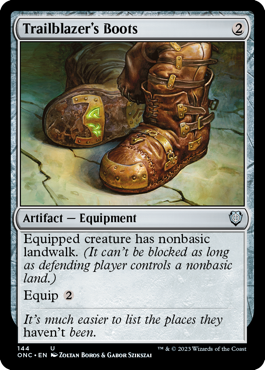 Trailblazer's Boots 2
Artifact — Equipment
Equipped creature has nonbasic
landwalk. (It can't be blocked as long
as defending player controls a nonbasic
land.)
Equip 2
It's much easier to list the places they
haven't been.
144 U
ONC • EN Zoltan Boros & Gabor Szikszai
™ & © 2023 Wizards of the Coast